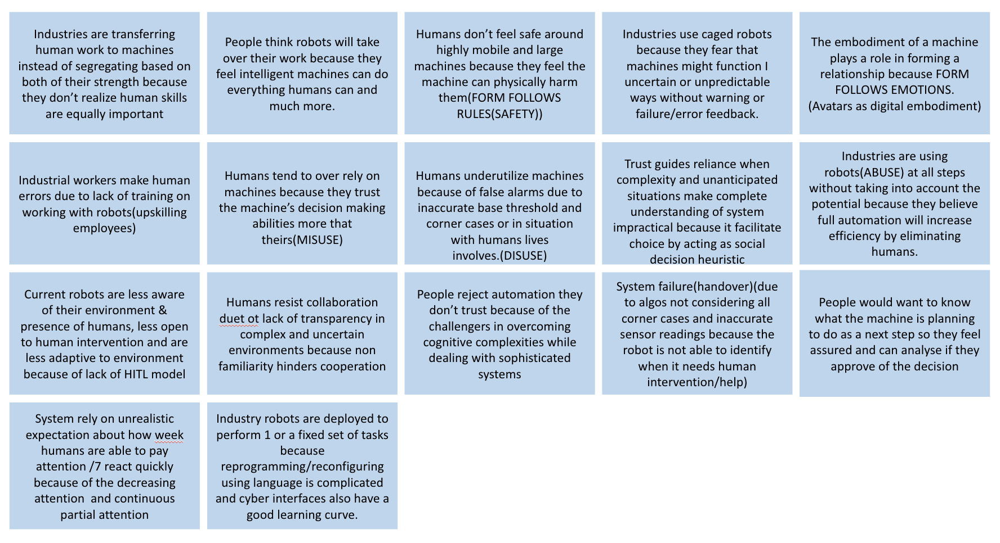 Industries are transferring
human work to machines
instead of segregating based on
both of their strength because
they don’t realize human skills
are equally important
People think robots will take
over their work because they
feel intelligent machines can do
everything humans can and
much more.
Humans don’t feel safe around
highly mobile and large
machines because they feel the
machine can physically harm
them(FORM FOLLOWS
RULES(SAFETY))
Industries use caged robots
because they fear that
machines might function I
uncertain or unpredictable
ways without warning or
failure/error feedback.
The embodiment of a machine
plays a role in forming a
relationship because FORM
FOLLOWS EMOTIONS.
(Avatars as digital embodiment)
Industrial workers make human
errors due to lack of training on
working with robots(upskilling
employees)
Humans tend to over rely on
machines because they trust
the machine’s decision making
abilities more that
theirs(MISUSE)
Humans underutilize machines
because of false alarms due to
inaccurate base threshold and
corner cases or in situation
with humans lives
involves.(DISUSE)
Trust guides reliance when
complexity and unanticipated
situations make complete
understanding of system
impractical because it facilitate
choice by acting as social
decision heuristic
Industries are using
robots(ABUSE) at all steps
without taking into account the
potential because they believe
full automation will increase
efficiency by eliminating
humans.
Current robots are less aware
of their environment &
presence of humans, less open
to human intervention and are
less adaptive to environment
because of lack of HITL model
Humans resist collaboration
duet ot lack of transparency in
complex and uncertain
environments because non
familiarity hinders cooperation
People reject automation they
don’t trust because of the
challengers in overcoming
cognitive complexities while
dealing with sophisticated
systems
System failure(handover)(due
to algos not considering all
corner cases and inaccurate
sensor readings because the
robot is not able to identify
when it needs human
intervention/help)
People would want to know
what the machine is planning
to do as a next step so they feel
assured and can analyse if they
approve of the decision
System rely on unrealistic
expectation about how week
humans are able to pay
attention /7 react quickly
because of the decreasing
attention  and continuous
partial attention
Industry robots are deployed to
perform 1 or a fixed set of tasks
because
reprogramming/reconfiguring
using language is complicated
and cyber interfaces also have a
good learning curve.